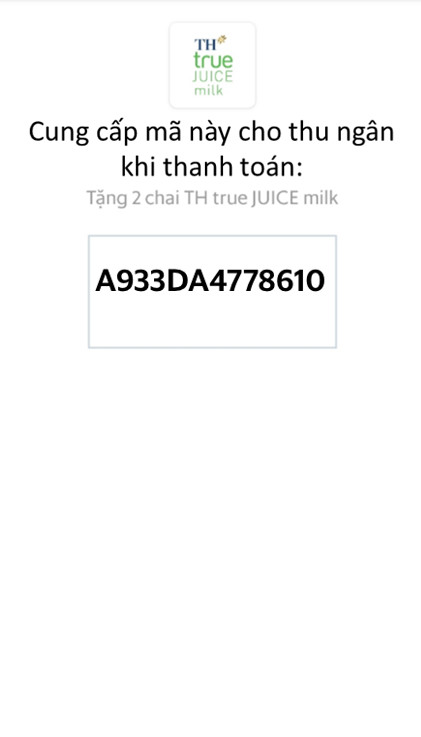 TH
true
JUICE
milk
Cung cấp mã này cho thu ngân
khi thanh toán:
Tặng 2 chai TH true JUICE milk
A933DA4778610